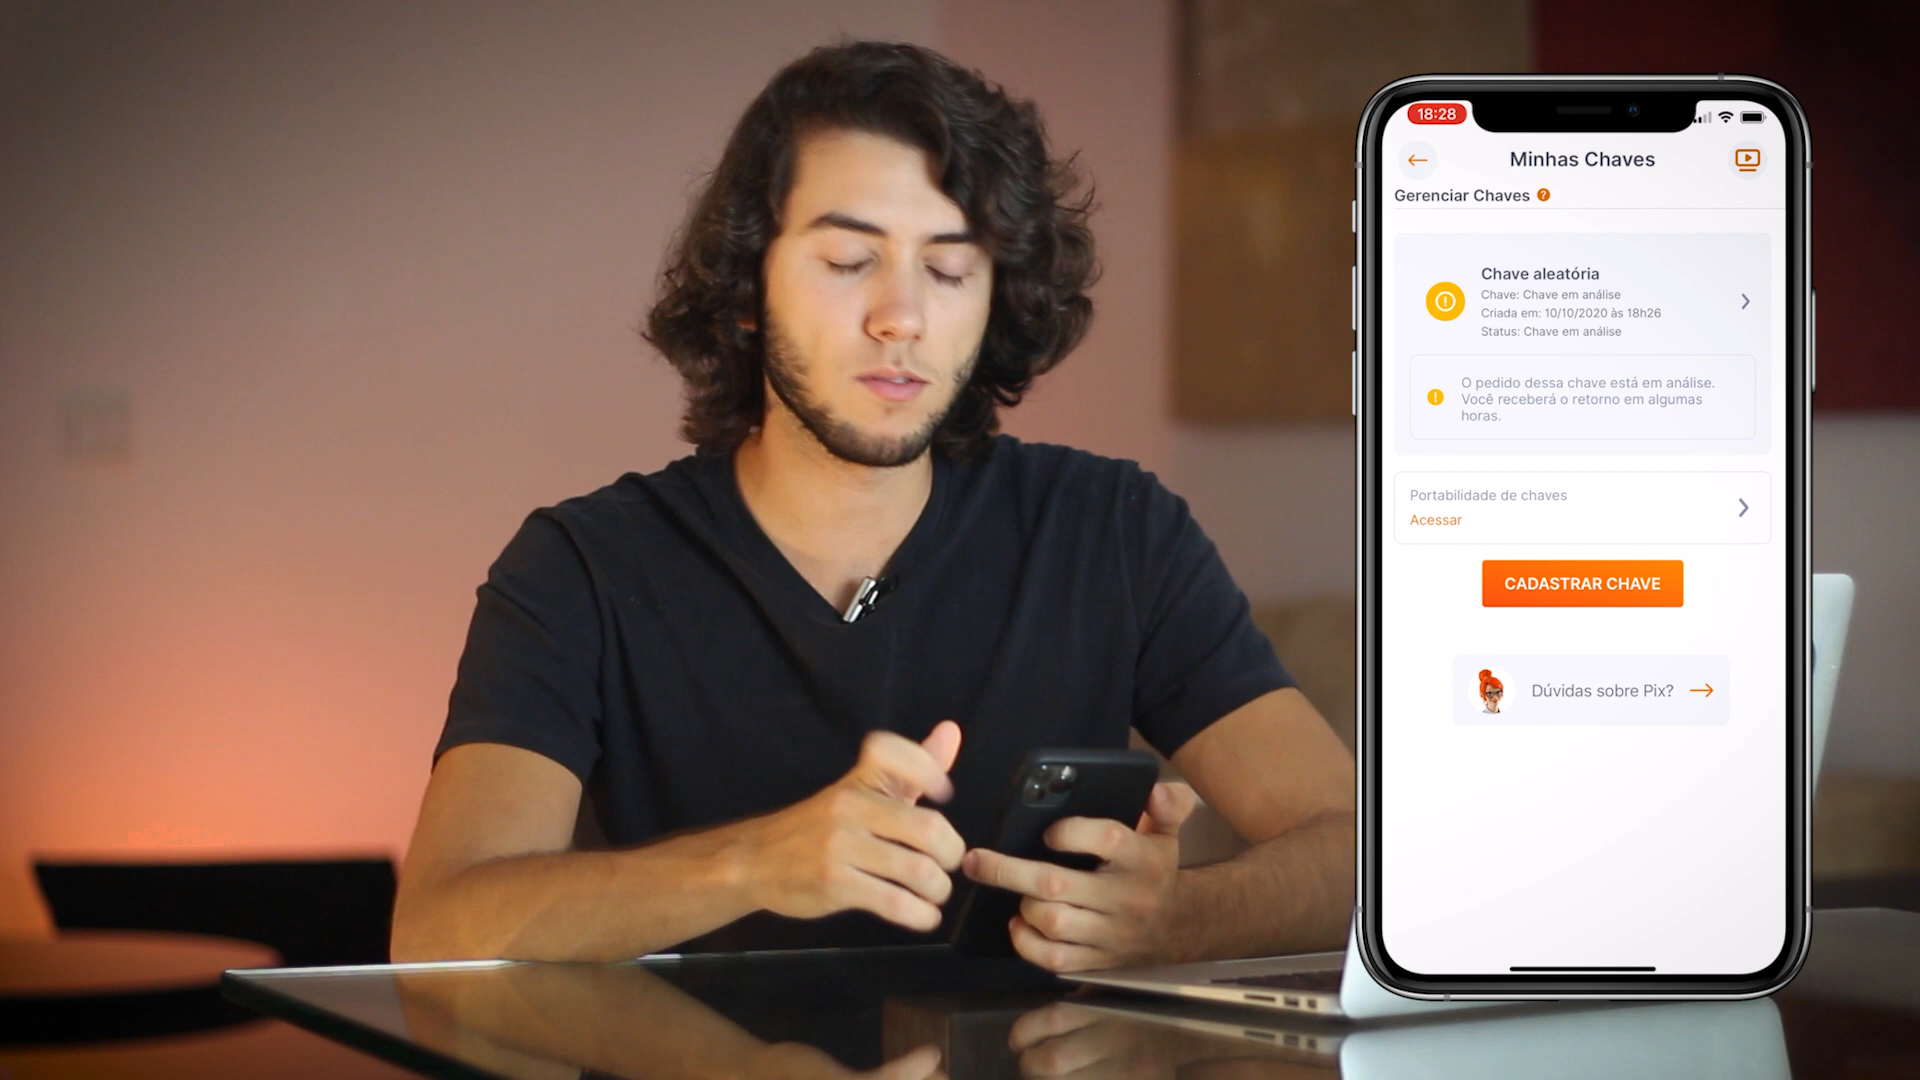 18:28
Minhas Chaves
Gerenciar Chaves ?
Chave aleatória
Chave: Chave em análise
Criada em: 10/10/2020 às 18h26
Status: Chave em análise
O pedido dessa chave está em análise.
Você receberá o retorno em algumas
horas.
Portabilidade de chaves
Acessar
CADASTRAR CHAVE
Dúvidas sobre Pix?